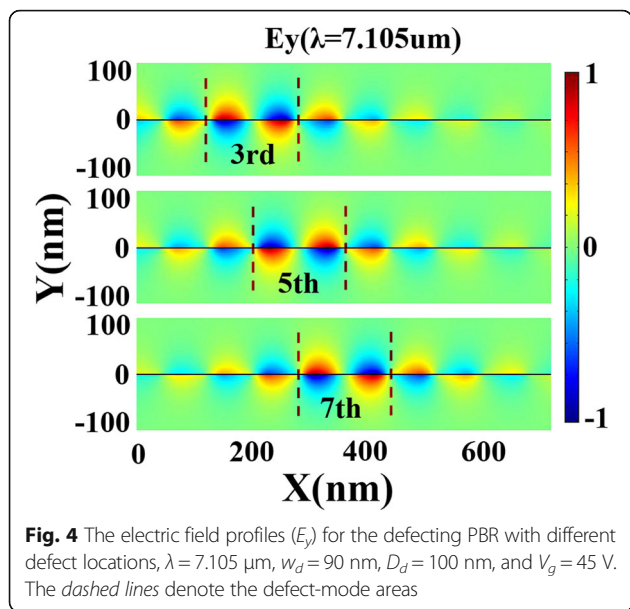 Ey(λ=7.105um)
100
0
-100
3rd
100
0
-100
5th
100
0
-100
7th
Y(nm)
0
200
400
600
X(nm)
1
0
-1
Fig. 4 The electric field profiles (Ey) for the defecting PBR with different
defect locations, λ = 7.105 μm, wd = 90 nm, Dd = 100 nm, and Vg = 45 V.
The dashed lines denote the defect-mode areas